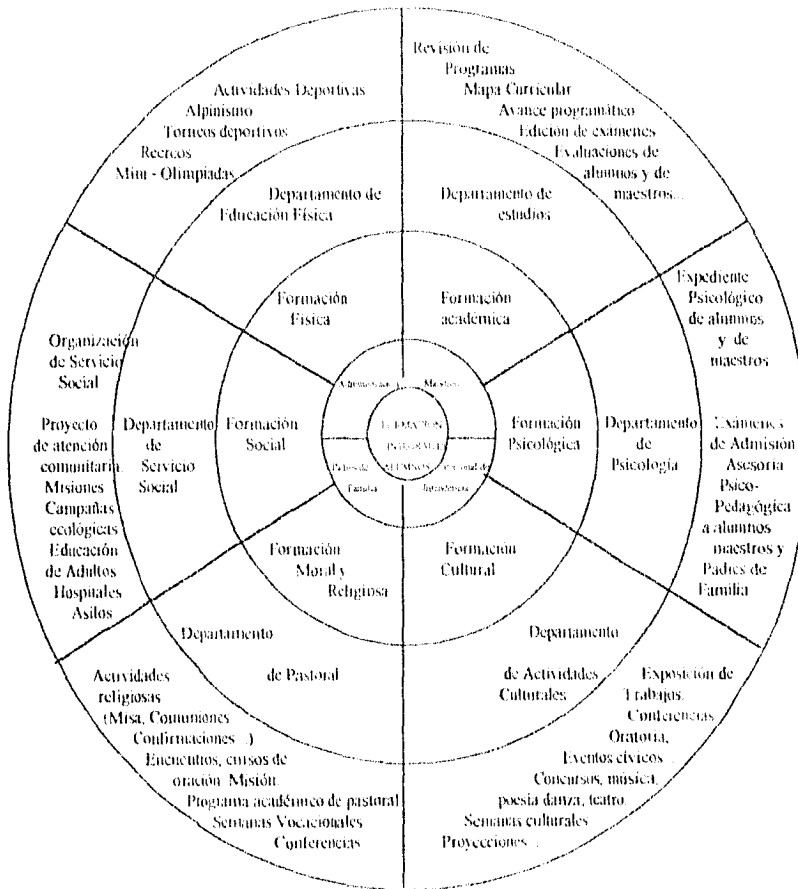 Revisión de
Programas
Mapa Curricular
Avance programático
Edición de exámenes
Evaluaciones de
alumnos y de
maestros...
Actividades Deportivas
Alpinismo
Torneos deportivos
Recreos
Mini - Olimpiadas
Departamento de
Educación Física
Departamento de
estudios
Formación
Física
Formación
académica
Expediente
Psicológico
de alumnos
y de
maestros
Exámenes
de Admisión
Asesoría
Psico-
Pedagógica
a alumnos
maestros y
Padres de
Familia
Organización
de Servicio
Social
Proyecto
de atención
comunitaria.
Misiones
Campañas
ecológicas
Educación
de Adultos
Hospitales
Asilos
Departamento
de
Servicio
Social
Formación
Social
Formación
Psicológica
Departamento
de
Psicología
FORMACION
INTEGRAL
ALUMNOS
Padres de
Familia
Intendencia
Formación
Moral y
Religiosa
Formación
Cultural
Departamento
de Pastoral
Departamento
de Actividades
Culturales
Actividades
religiosas
(Misa, Comuniones
Confirmaciones...)
Encuentros, cursos de
oración. Misión.
Programa académico de pastoral
Semanas Vocacionales
Conferencias
Exposición de
Trabajos.
Conferencias
Oratoria,
Eventos cívicos
Concursos, música,
poesía danza, teatro.
Semanas culturales
Proyecciones...